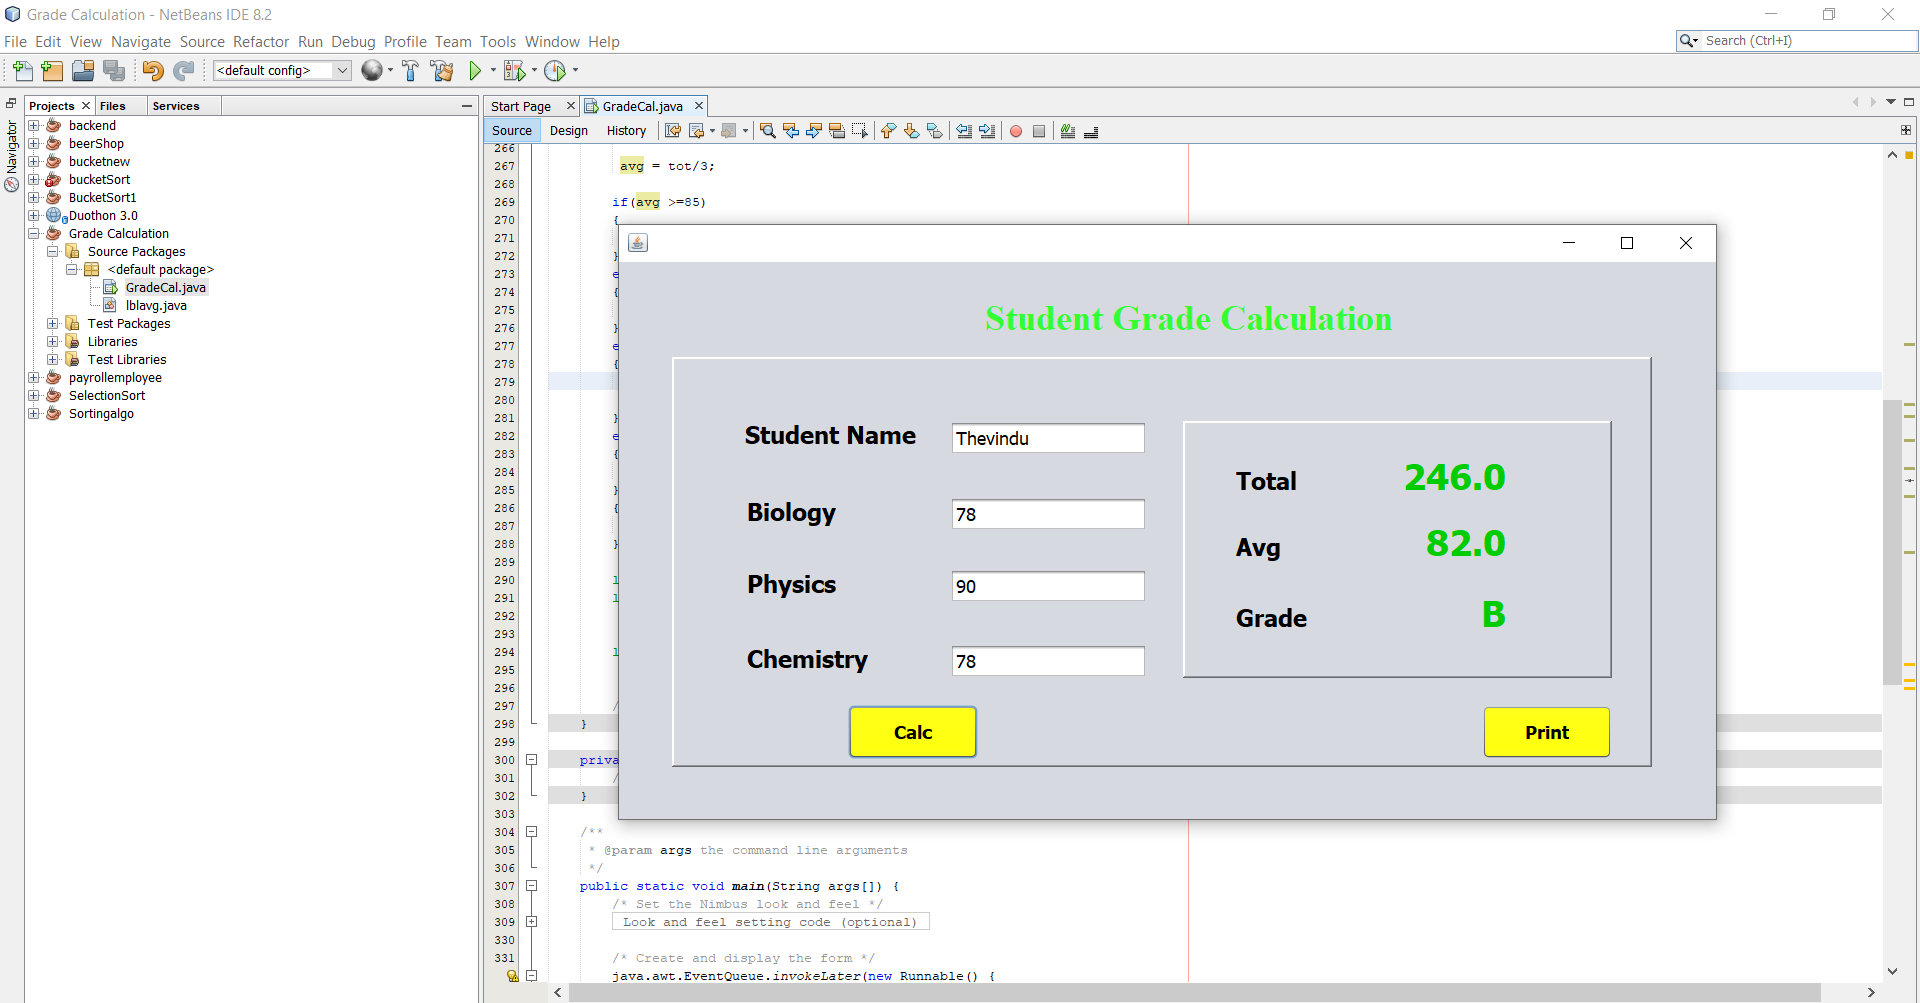 Grade Calculation - NetBeans IDE 8.2
File Edit View Navigate Source Refactor Run Debug Profile Team Tools Window Help
Search (Ctrl+I)
<default config>
Projects Files Services
Navigator
backend
beerShop
bucketnew
bucketSort
BucketSort1
Duothon 3.0
Grade Calculation
Source Packages
<default package>
GradeCal.java
lblavg.java
Test Packages
Libraries
Test Libraries
payrollemployee
SelectionSort
Sortingalgo
Start Page GradeCal.java
Source Design History
266
267 avg = tot/3;
268
269 if(avg >=85)
270 {
271
272 }
273 e
274 {
275
276 }
277 e
278 {
279
280
281 }
282 e
283 {
284
285 }
286 {
287
288 }
289
290 l
291 l
292
293
294 l
295
296
297 /
298 }
299
300 priva
301 /
302 }
303
304 /**
305 * @param args the command line arguments
306 */
307 public static void main(String args[]) {
308 /* Set the Nimbus look and feel */
309 Look and feel setting code (optional)
330
331 /* Create and display the form */
java.awt.EventQueue.invokeLater(new Runnable() {
Student Grade Calculation
Student Name Thevindu
Biology 78
Physics 90
Chemistry 78
Calc
Total 246.0
Avg 82.0
Grade B
Print